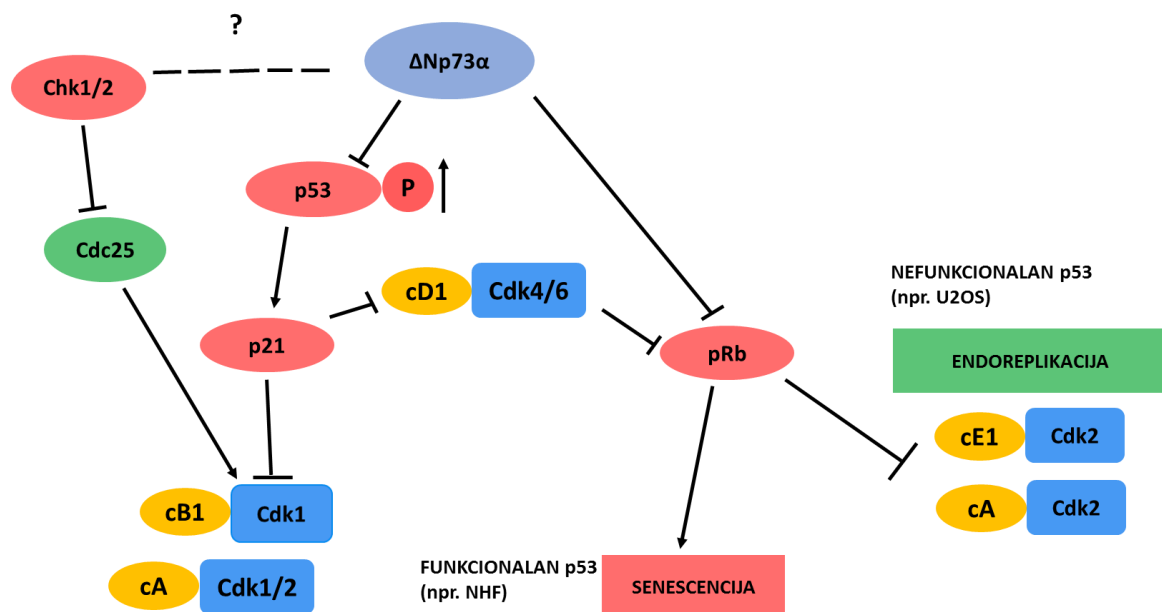 ?
ΔNp73α
Chk1/2
p53
P
Cdc25
cD1
Cdk4/6
NEFUNKCIONALAN p53
(npr. U2OS)
p21
pRb
ENDOREPLIKACIJA
cE1
Cdk2
cB1
Cdk1
cA
Cdk2
cA
Cdk1/2
FUNKCIONALAN p53
(npr. NHF)
SENESCENCIJA